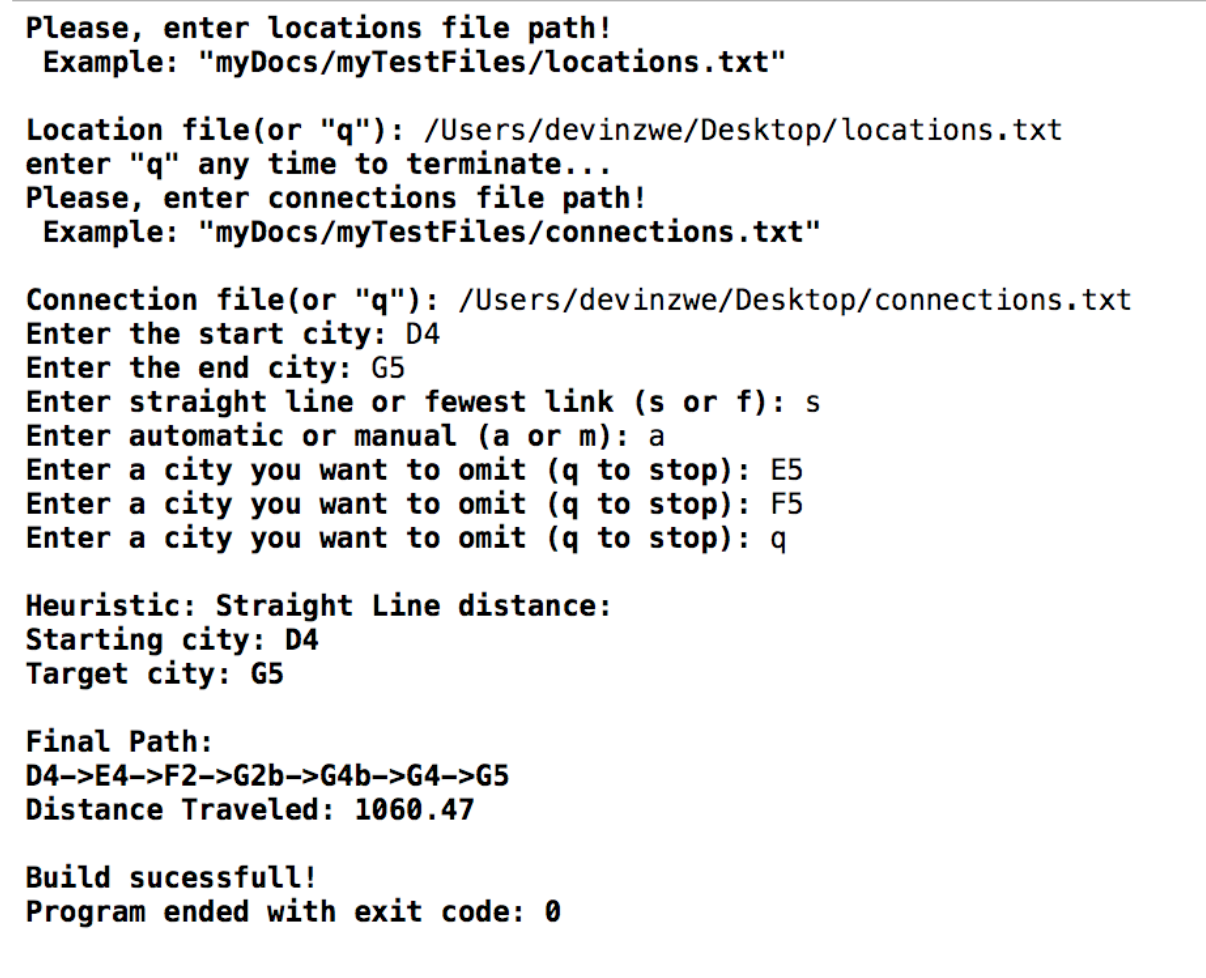 Please, enter locations file path!
Example: "myDocs/myTestFiles/locations.txt"
Location file(or "q"): /Users/devinzwe/Desktop/locations.txt
enter "q" any time to terminate...
Please, enter connections file path!
Example: "myDocs/myTestFiles/connections.txt"
Connection file(or "q"): /Users/devinzwe/Desktop/connections.txt
Enter the start city: D4
Enter the end city: G5
Enter straight line or fewest link (s or f): s
Enter automatic or manual (a or m): a
Enter a city you want to omit (q to stop): E5
Enter a city you want to omit (q to stop): F5
Enter a city you want to omit (q to stop): q
Heuristic: Straight Line distance:
Starting city: D4
Target city: G5
Final Path:
D4->E4->F2->G2b->G4b->G4->G5
Distance Traveled: 1060.47
Build sucessfull!
Program ended with exit code: 0